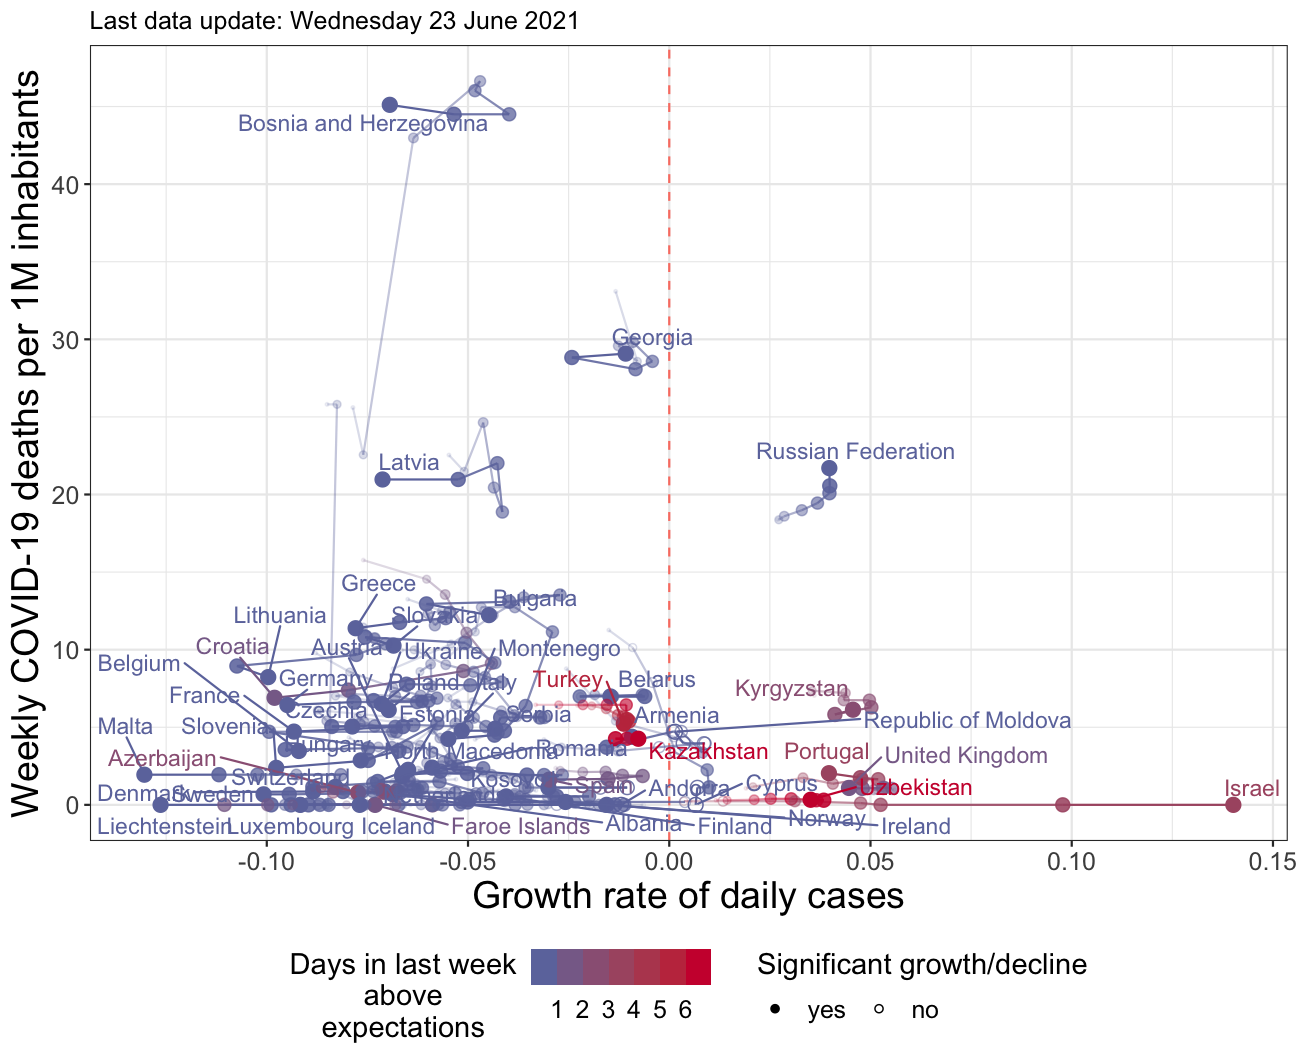 Last data update: Wednesday 23 June 2021
Weekly COVID-19 deaths per 1M inhabitants
40
30
20
10
0
Bosnia and Herzegovina
Georgia
Russian Federation
Latvia
Greece
Bulgaria
Lithuania
Slovakia
Croatia
Austria
Ukraine
Montenegro
Belgium
Germany
Poland
Italy
Turkey
Belarus
Kyrgyzstan
France
Czechia
Estonia
Serbia
Armenia
Republic of Moldova
Malta
Slovenia
Hungary
North Macedonia
Romania
Kazakhstan
Portugal
United Kingdom
Azerbaijan
Switzerland
Kosovo
Spain
Andorra
Cyprus
Uzbekistan
Israel
Denmark
Sweden
Liechtenstein
Luxembourg
Iceland
Faroe Islands
Albania
Finland
Norway
Ireland
-0.10
-0.05
0.00
0.05
0.10
0.15
Growth rate of daily cases
Days in last week
above
expectations
1 2 3 4 5 6
Significant growth/decline
yes
no